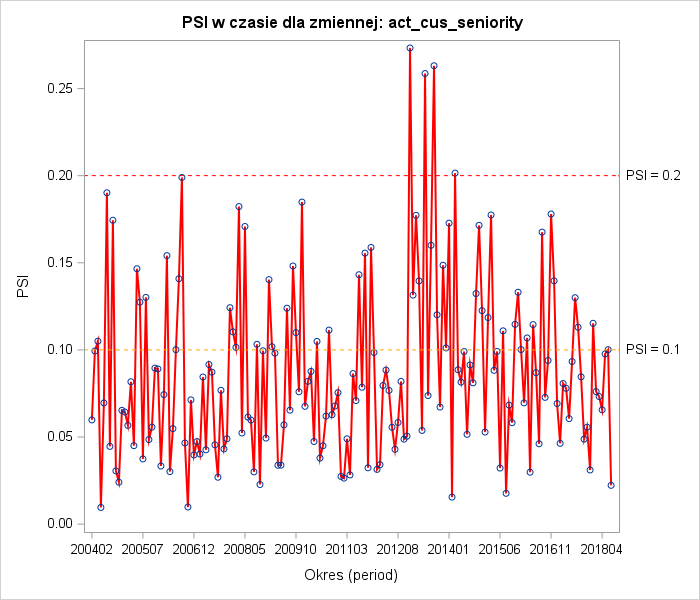 PSI w czasie dla zmiennej: act_cus_seniority
0.25
0.20
PSI = 0.2
0.15
PSI
0.10
PSI = 0.1
0.05
0.00
200402 200507 200612 200805 200910 201103 201208 201401 201506 201611 201804
Okres (period)